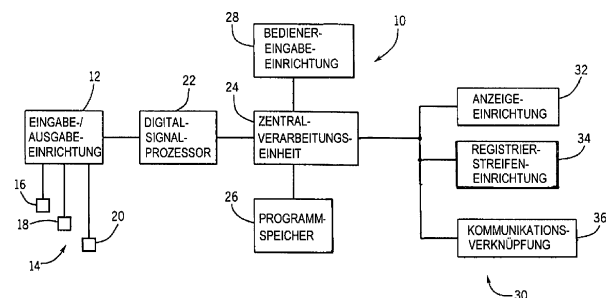 28
BEDIENER-
EINGABE-
EINRICHTUNG
10
12
EINGABE-/
AUSGABE-
EINRICHTUNG
22
DIGITAL-
SIGNAL-
PROZESSOR
24
ZENTRAL-
VERARBEITUNGS-
EINHEIT
32
ANZEIGE-
EINRICHTUNG
34
REGISTRIER-
STREIFEN-
EINRICHTUNG
16
18
20
14
26
PROGRAMM-
SPEICHER
36
KOMMUNIKATIONS-
VERKNÜPFUNG
30